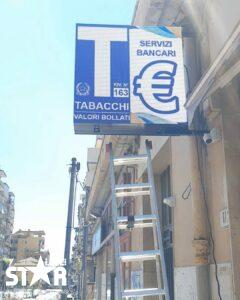 T
RIV. N°
163
TABACCHI
VALORI BOLLATI
SERVIZI
BANCARI
€
STAR